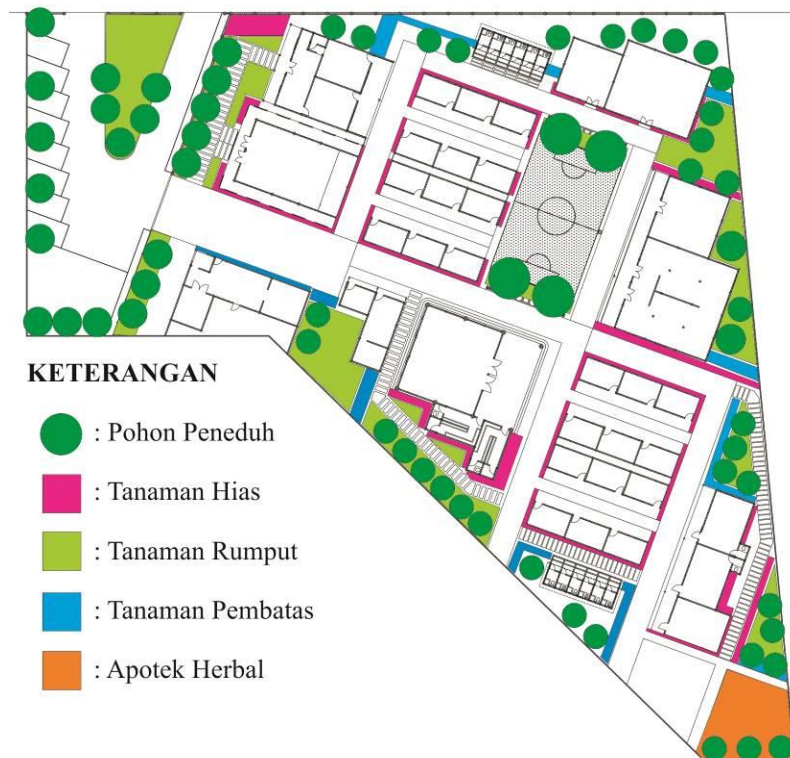 KETERANGAN
: Pohon Peneduh
: Tanaman Hias
: Tanaman Rumput
: Tanaman Pembatas
: Apotek Herbal